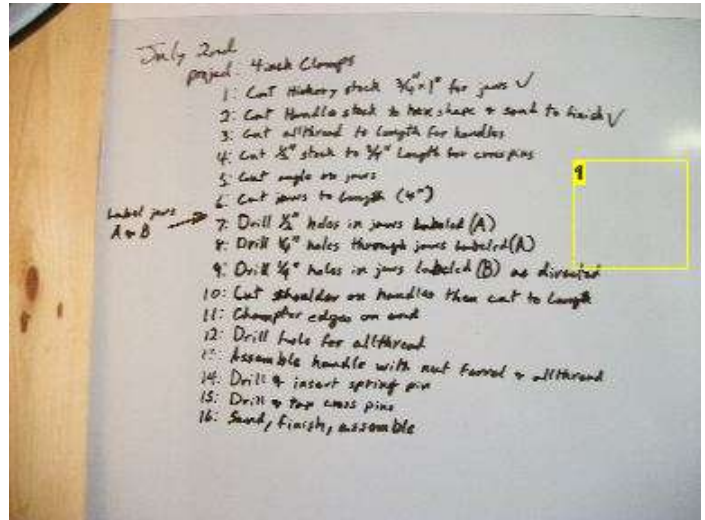 July 2nd
project: 4 inch Clamps
1: Cut Hickory stock 3/4" x 1" for jaws ✓
2: Cut Handle stock to hex shape & sand to finish ✓
3: Cut allthread to Length for handles
4: Cut 1/2" stock to 3/4" Length for cross pins
5: Cut angle on jaws
6: Cut jaws to Length (4")
Label jaws
A & B
7: Drill 1/2" holes in jaws Labeled (A)
8: Drill 1/4" holes through jaws Labeled (A)
9: Drill 1/4" holes in jaws Labeled (B) as directed
10: Cut shoulder on handles then cut to Length
11: Champfer edges on end
12: Drill hole for allthread
13: Assemble handle with nut Ferrel & allthread
14: Drill & insert spring pin
15: Drill & tap cross pins
16: Sand, finish, assemble
9